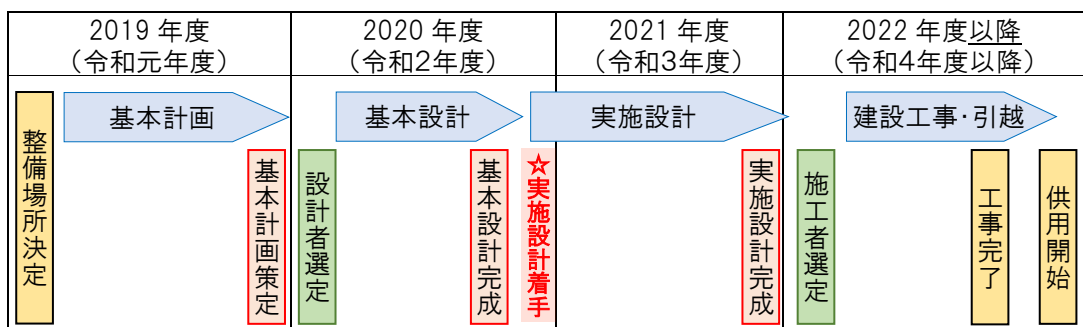 2019 年度
（令和元年度）
2020 年度
（令和2年度）
2021 年度
（令和3年度）
2022 年度以降
（令和4年度以降）
基本計画
基本設計
実施設計
建設工事・引越
整備場所決定
基本計画策定
設計者選定
基本設計完成
☆実施設計着手
実施設計完成
施工者選定
工事完了
供用開始